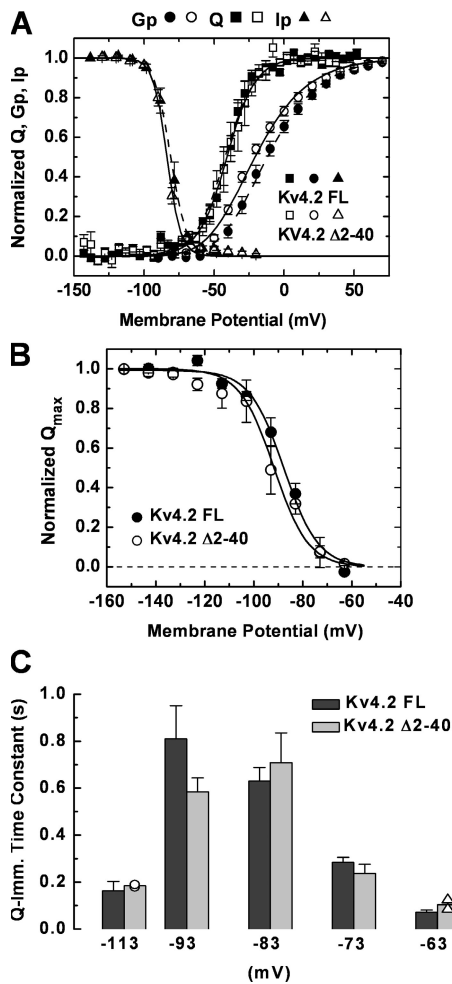 A
Gp ● ○ Q ■ □ Ip ▲ △
Normalized Q, Gp, Ip
1.0
0.8
0.6
0.4
0.2
0.0
■ ● ▲
Kv4.2 FL
□ ○ △
KV4.2 Δ2-40
-150 -100 -50 0 50
Membrane Potential (mV)
B
Normalized Qmax
1.0
0.8
0.6
0.4
0.2
0.0
● Kv4.2 FL
○ Kv4.2 Δ2-40
-160 -140 -120 -100 -80 -60 -40
Membrane Potential (mV)
C
Q-Imm. Time Constant (s)
1.0
0.8
0.6
0.4
0.2
0.0
Kv4.2 FL
Kv4.2 Δ2-40
-113 -93 -83 -73 -63
(mV)